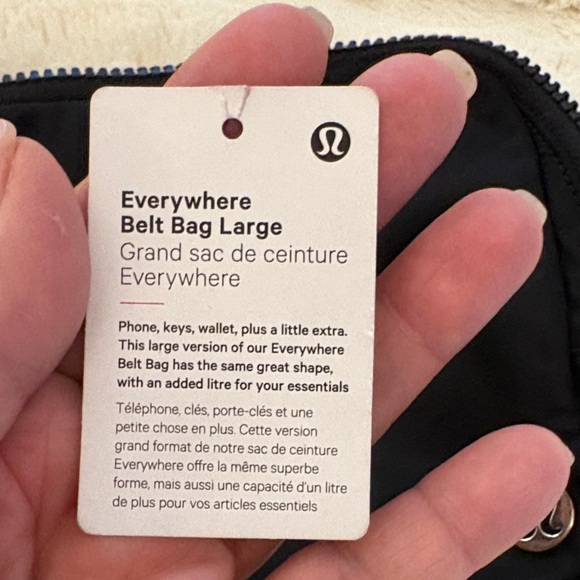 Everywhere
Belt Bag Large
Grand sac de ceinture
Everywhere
Phone, keys, wallet, plus a little extra.
This large version of our Everywhere
Belt Bag has the same great shape,
with an added litre for your essentials
Téléphone, clés, porte-clés et une
petite chose en plus. Cette version
grand format de notre sac de ceinture
Everywhere offre la même superbe
forme, mais aussi une capacité d'un litre
de plus pour vos articles essentiels